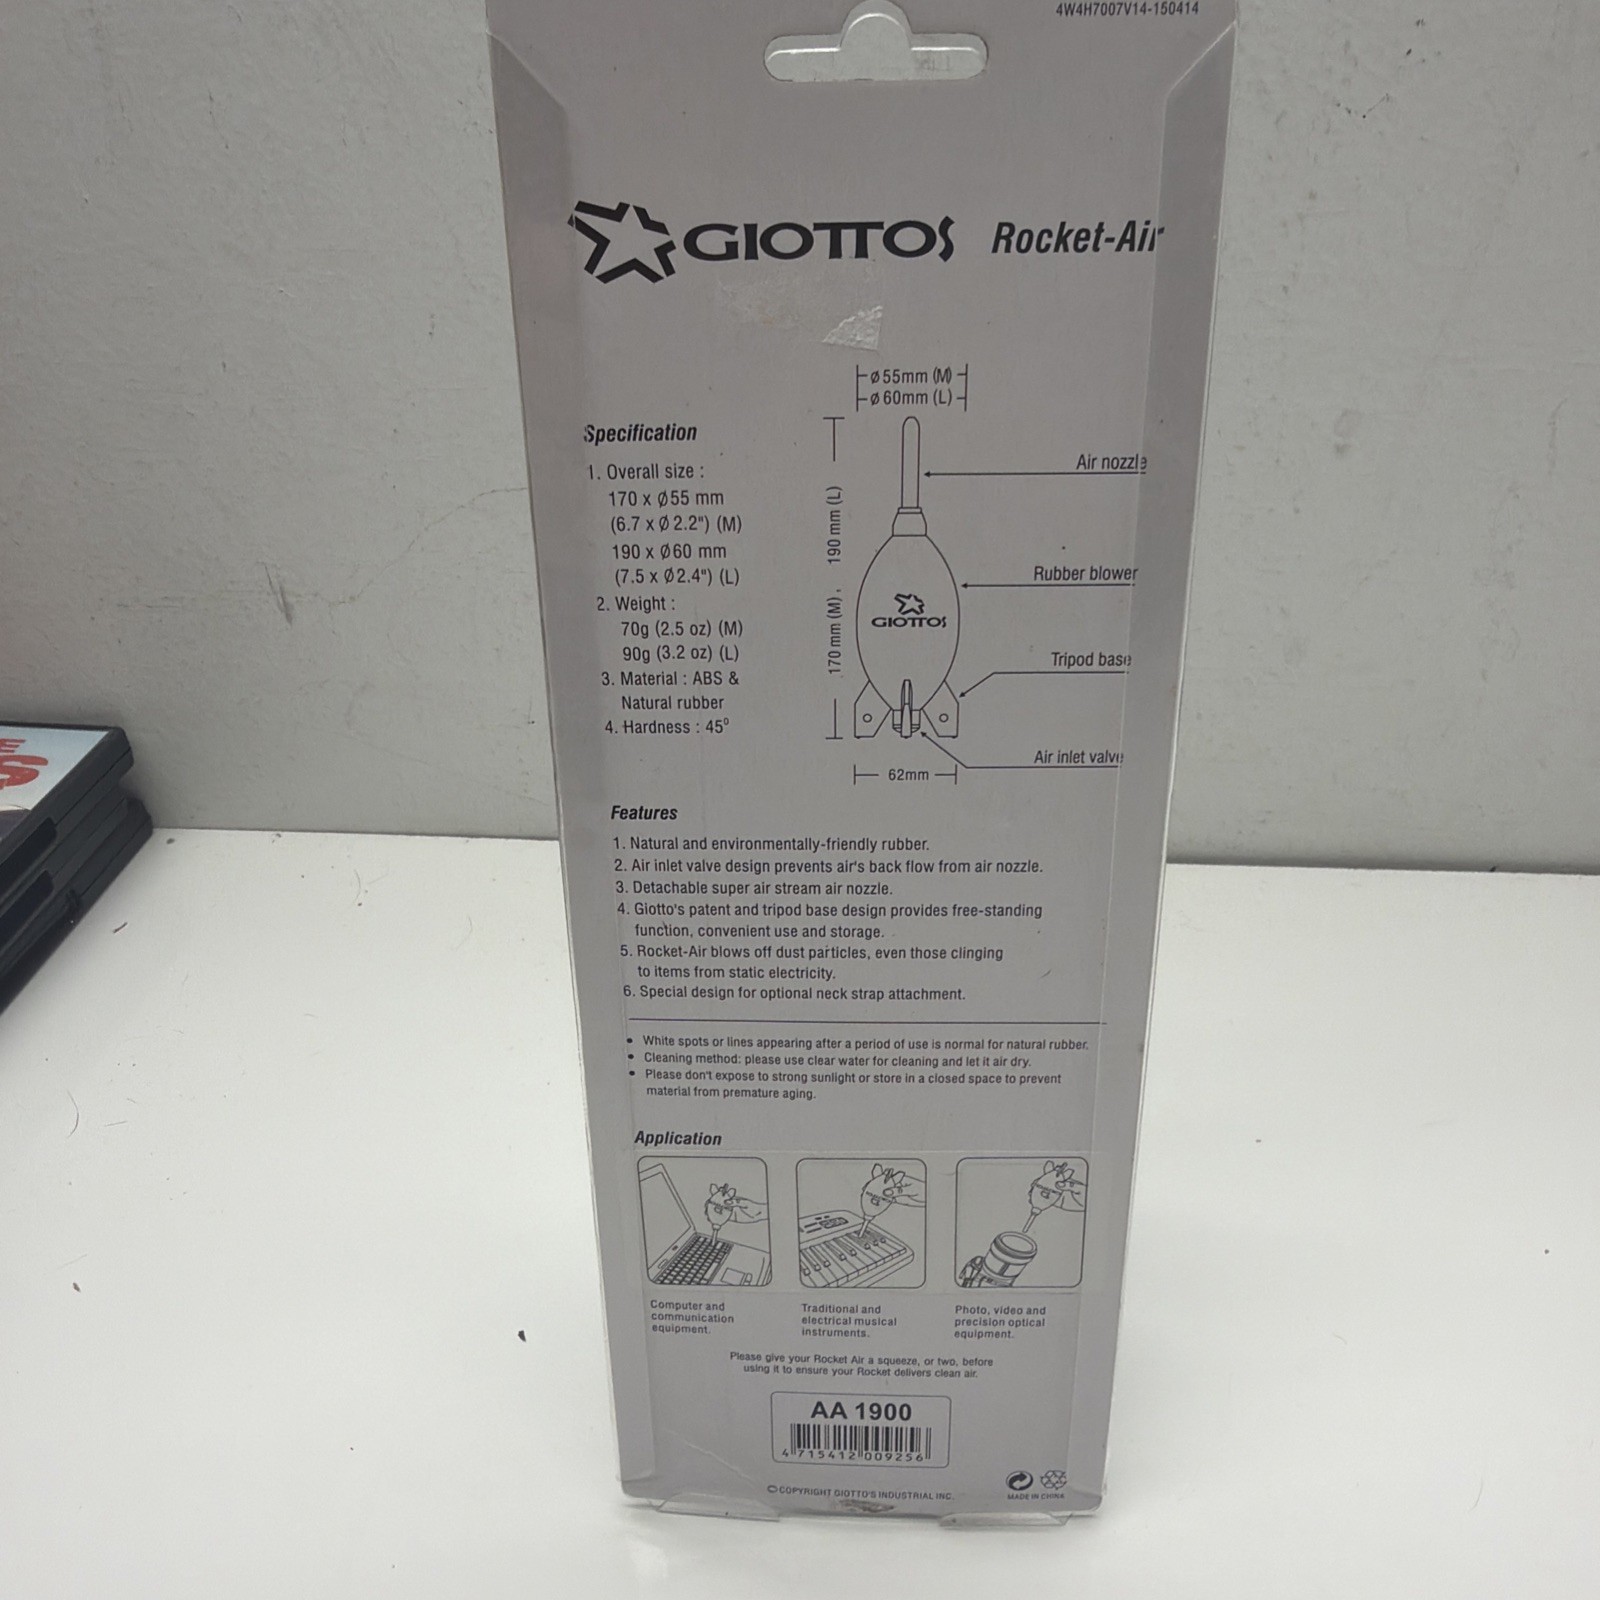 4W4H7007V14-150414
GIOTTOS Rocket-Air
Ø55mm (M)
Ø60mm (L)
Specification
1. Overall size :
170 x Ø55 mm
(6.7 x Ø2.2") (M)
190 x Ø60 mm
(7.5 x Ø2.4") (L)
2. Weight :
70g (2.5 oz) (M)
90g (3.2 oz) (L)
3. Material : ABS &
Natural rubber
4. Hardness : 45⁰
170 mm (M) , 190 mm (L)
Air nozzle
Rubber blower
GIOTTOS
Tripod base
Air inlet valve
62mm
Features
1. Natural and environmentally-friendly rubber.
2. Air inlet valve design prevents air's back flow from air nozzle.
3. Detachable super air stream air nozzle.
4. Giotto's patent and tripod base design provides free-standing
function, convenient use and storage.
5. Rocket-Air blows off dust particles, even those clinging
to items from static electricity.
6. Special design for optional neck strap attachment.
• White spots or lines appearing after a period of use is normal for natural rubber.
• Cleaning method: please use clear water for cleaning and let it air dry.
• Please don't expose to strong sunlight or store in a closed space to prevent
material from premature aging.
Application
Computer and
communication
equipment.
Traditional and
electrical musical
instruments.
Photo, video and
precision optical
equipment.
Please give your Rocket Air a squeeze, or two, before
using it to ensure your Rocket delivers clean air.
AA 1900
4 715412 009256
© COPYRIGHT GIOTTO'S INDUSTRIAL INC.
MADE IN CHINA